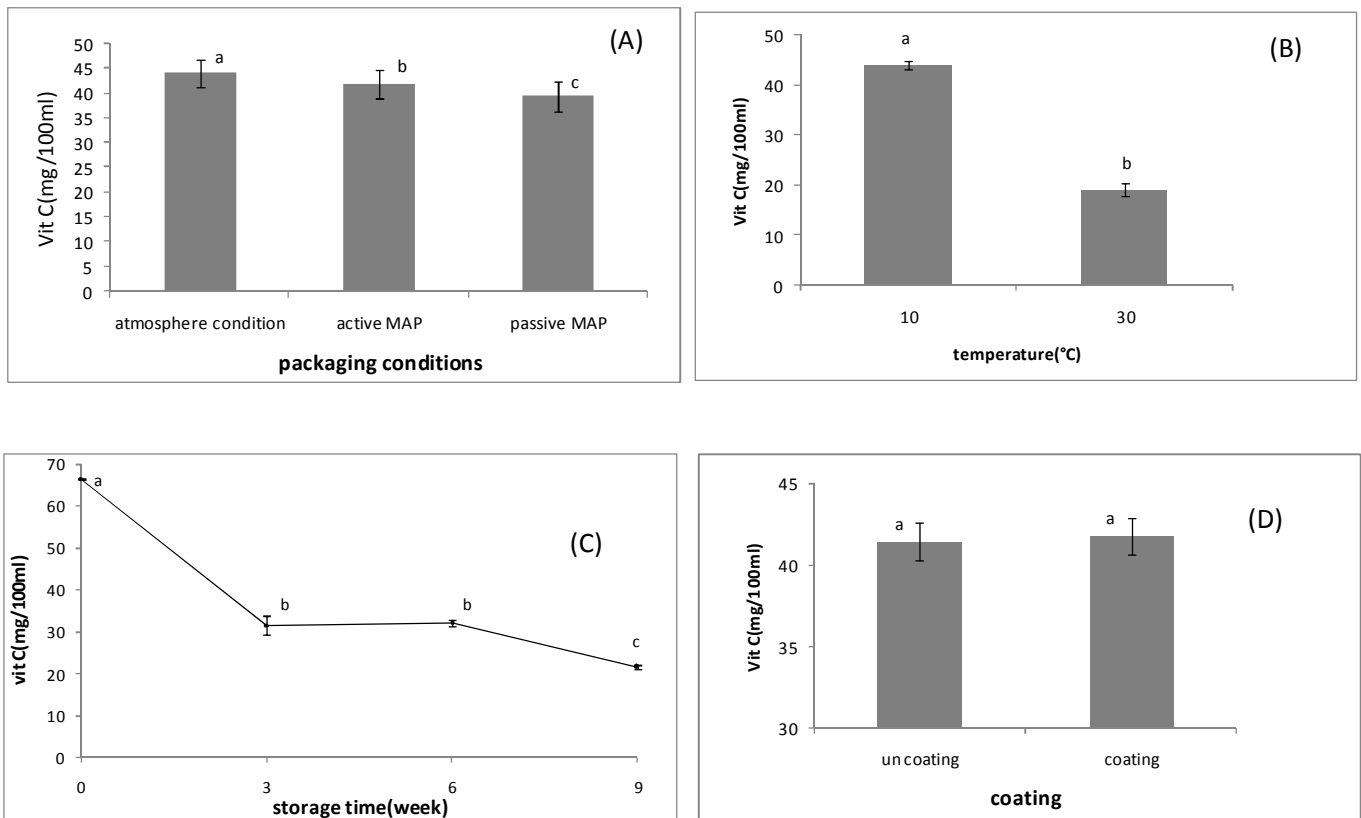 (A)
Vit C(mg/100ml)
50
45
40
35
30
25
20
15
10
5
0
a
b
c
atmosphere condition
active MAP
passive MAP
packaging conditions
(B)
Vit C(mg/100ml)
50
40
30
20
10
0
a
b
10
30
temperature(°C)
(C)
vit C(mg/100ml)
70
60
50
40
30
20
10
0
a
b
b
c
0
3
6
9
storage time(week)
(D)
Vit C(mg/100ml)
45
40
35
30
a
a
un coating
coating
coating